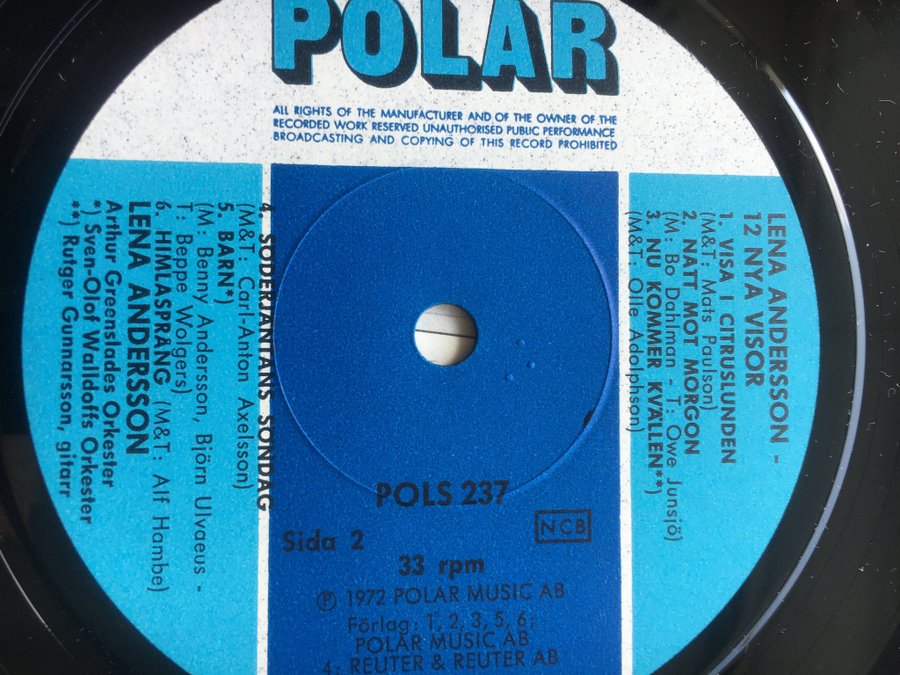 POLAR
ALL RIGHTS OF THE MANUFACTURER AND OF THE OWNER OF THE
RECORDED WORK RESERVED UNAUTHORISED PUBLIC PERFORMANCE
BROADCASTING AND COPYING OF THIS RECORD PROHIBITED
LENA ANDERSSON -
12 NYA VISOR
1. VISA I CITRUSLUNDEN
(M&T: Mats Paulson)
2. NATT MOT MORGON
(M: Bo Dahlman - T: Owe Junsjö)
3. NU KOMMER KVÄLLEN**)
(M&T: Olle Adolphson)
4. SÖDERJÄNTANS SÖNDAG
(M&T: Carl-Anton Axelsson)
5. BARN*)
(M: Benny Andersson, Björn Ulvaeus -
T: Beppe Wolgers)
6. HIMLASPRÄNG (M&T: Alf Hambe)
LENA ANDERSSON
Arthur Greenslades Orkester
*) Sven-Olof Walldoffs Orkester
**) Rutger Gunnarsson, gitarr
POLS 237
Sida 2
NCB
33 rpm
Ⓟ 1972 POLAR MUSIC AB
Förlag: 1, 2, 3, 5, 6:
POLAR MUSIC AB
4: REUTER & REUTER AB